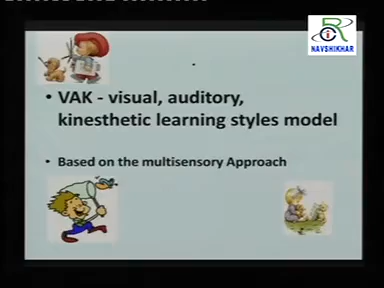 NAVSHIKHAR
• VAK - visual, auditory,
kinesthetic learning styles model
• Based on the multisensory Approach